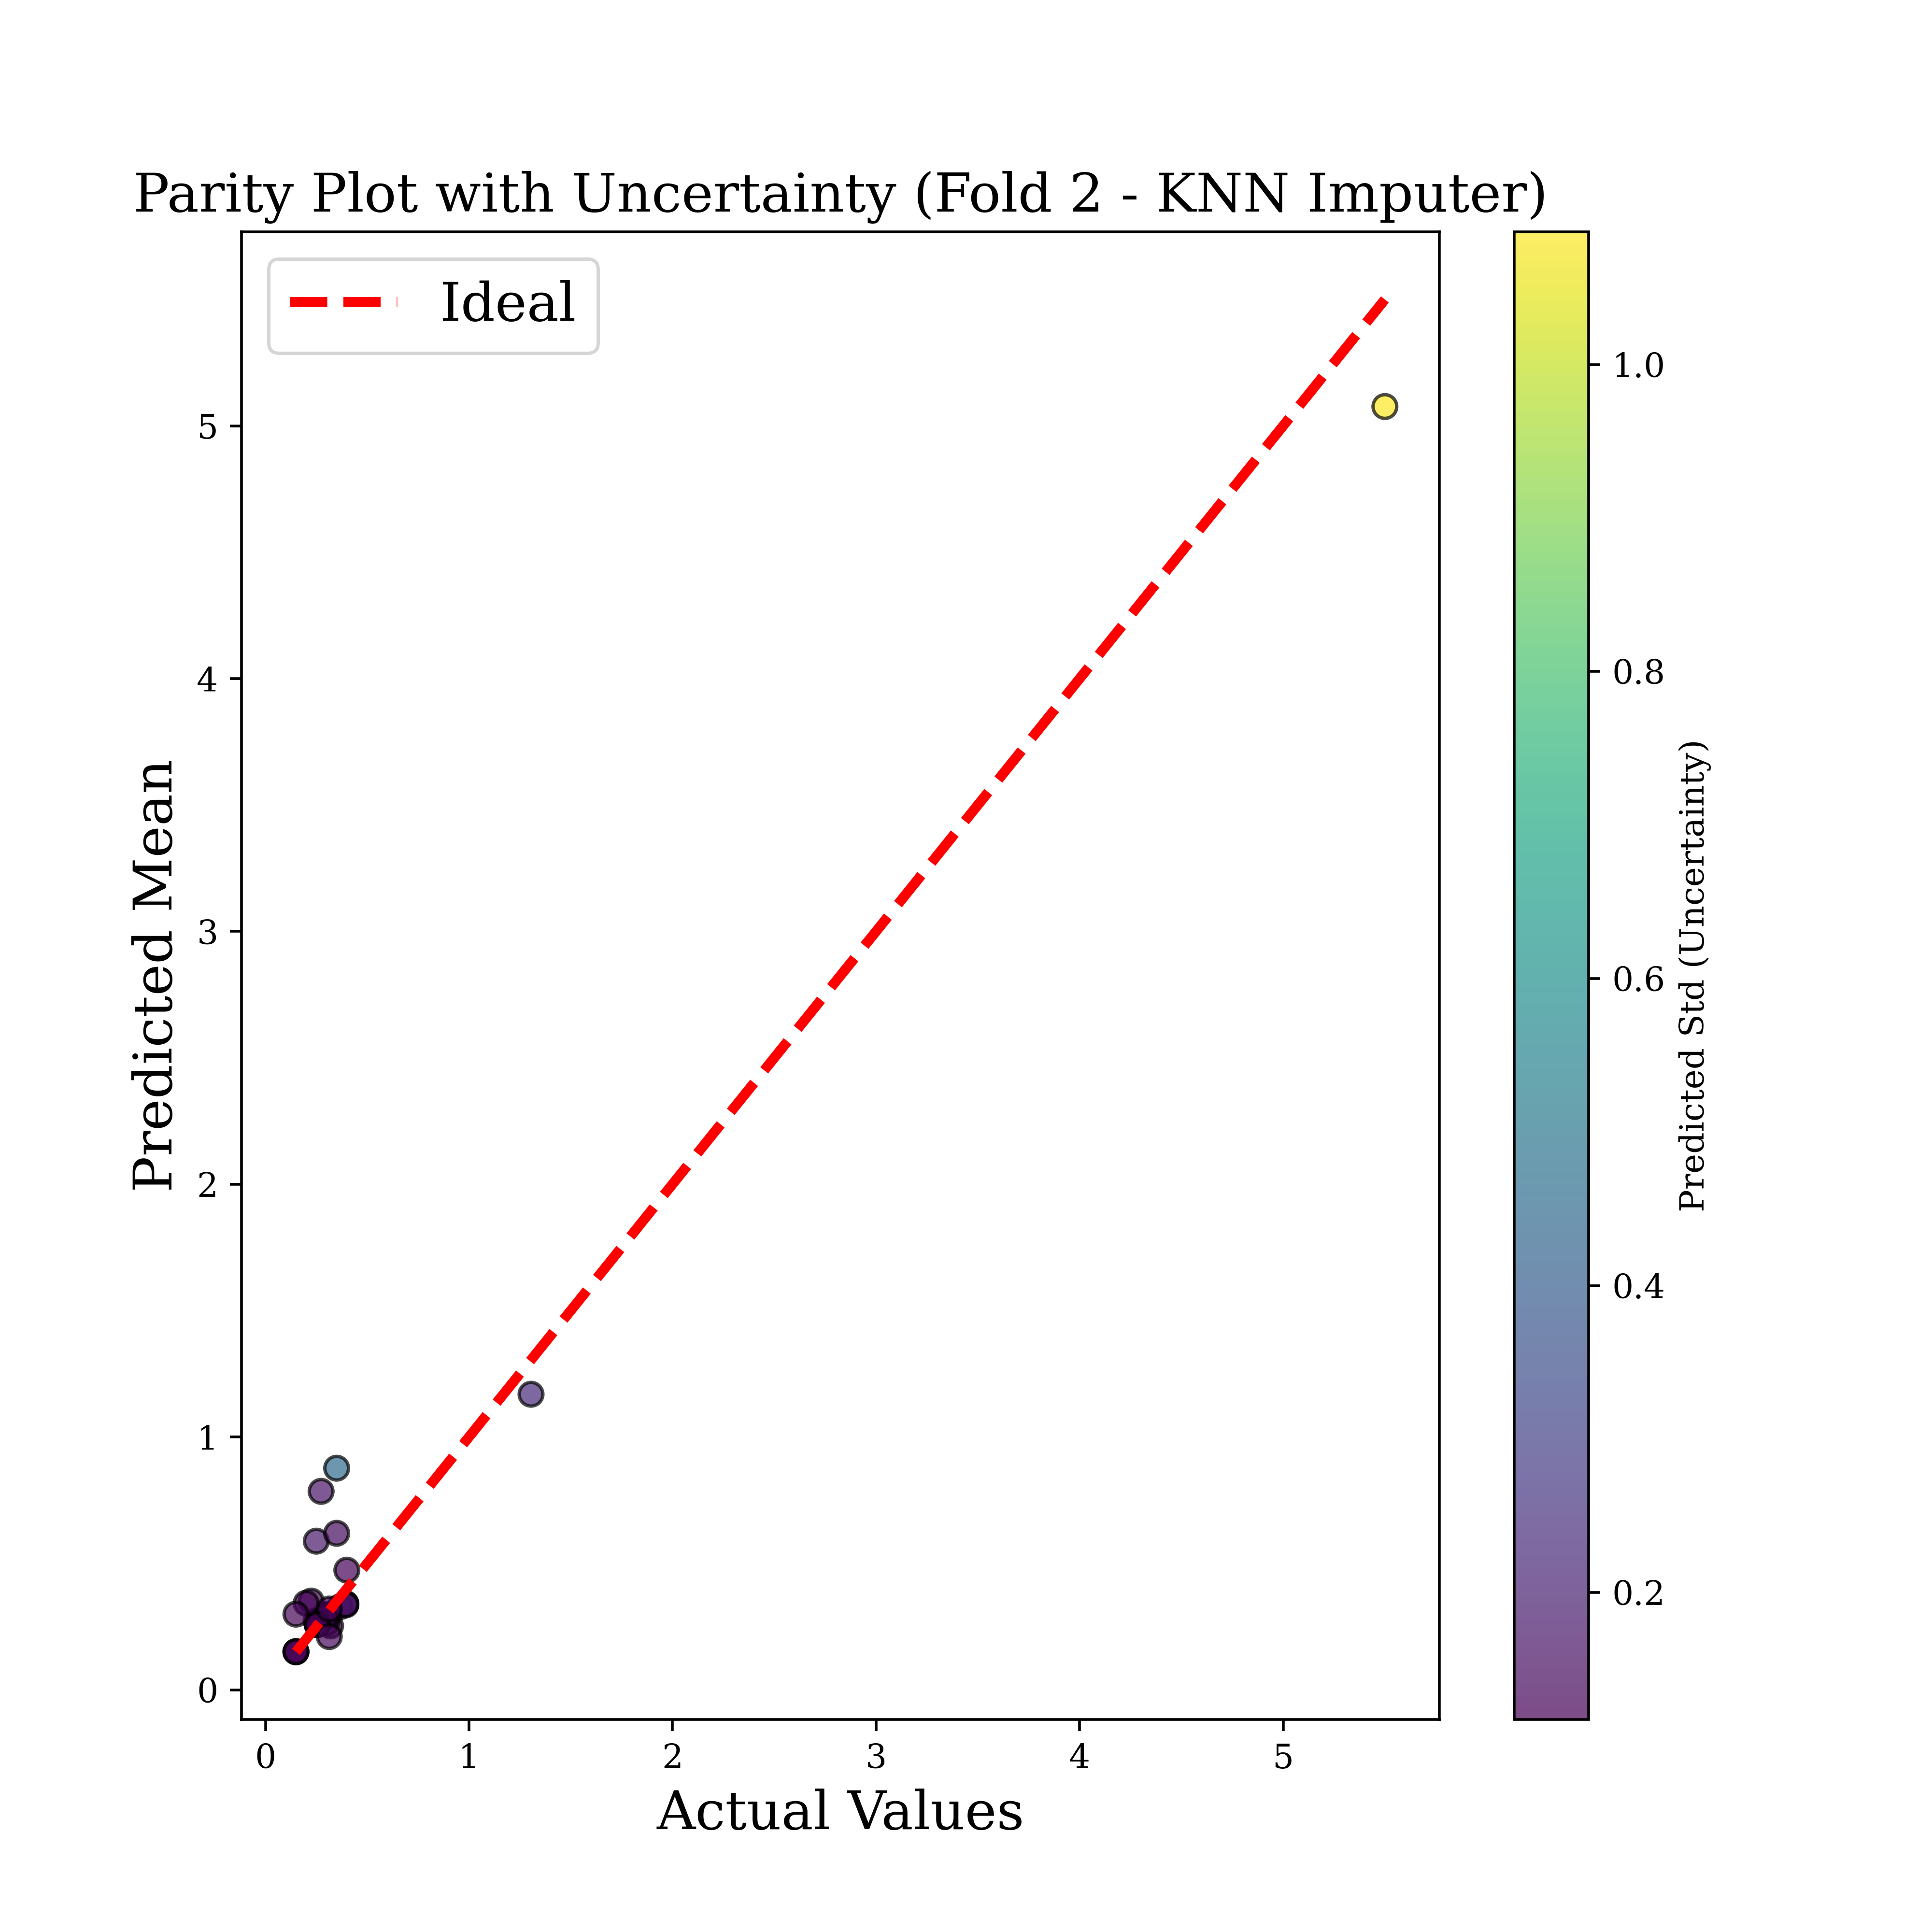 Parity Plot with Uncertainty (Fold 2 - KNN Imputer)
Ideal
Predicted Mean
5
4
3
2
1
0
0 1 2 3 4 5
Actual Values
1.0
0.8
0.6
0.4
0.2
Predicted Std (Uncertainty)